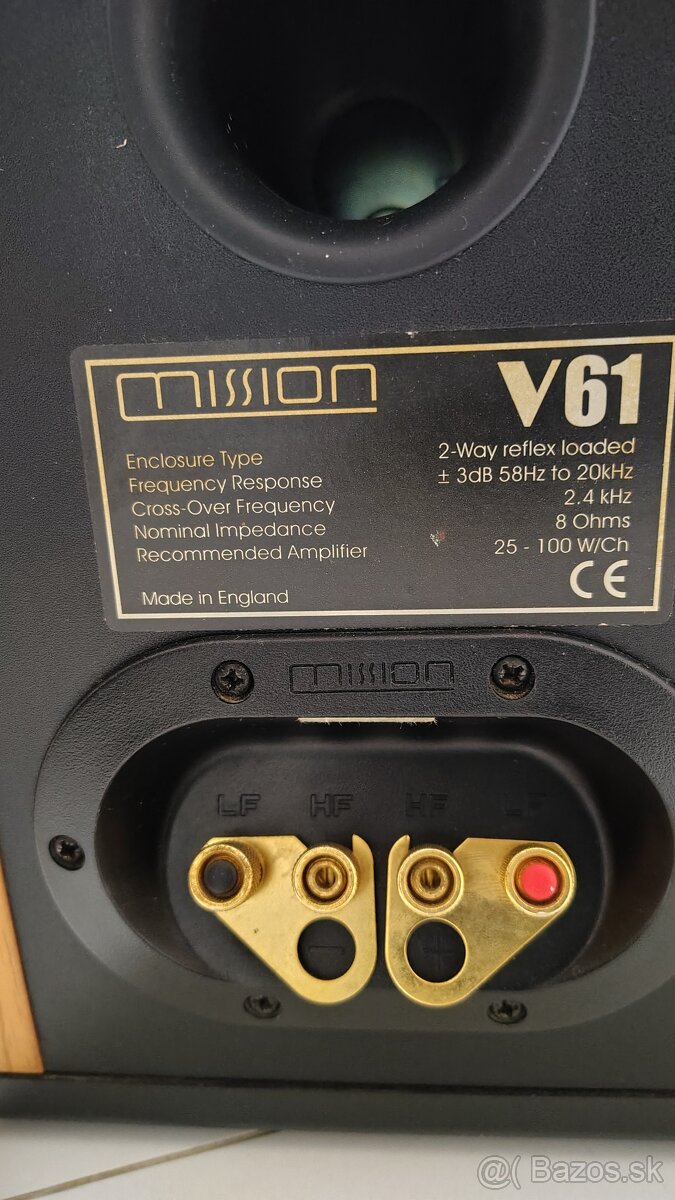 mission V61
Enclosure Type 2-Way reflex loaded
Frequency Response ± 3dB 58Hz to 20kHz
Cross-Over Frequency 2.4 kHz
Nominal Impedance 8 Ohms
Recommended Amplifier 25 - 100 W/Ch
CE
Made in England
mission
LF HF HF LF
- +
@( Bazos.sk